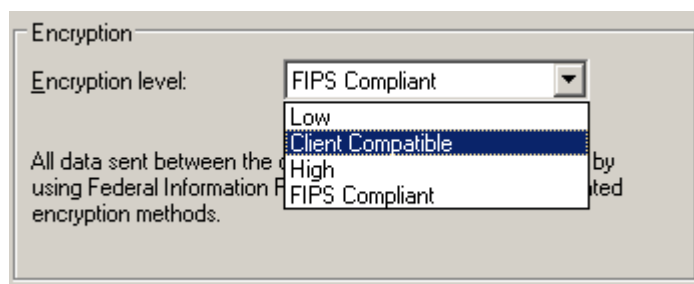 Encryption
Encryption level:
FIPS Compliant
Low
Client Compatible
High
FIPS Compliant
All data sent between the by
using Federal Information ted
encryption methods.